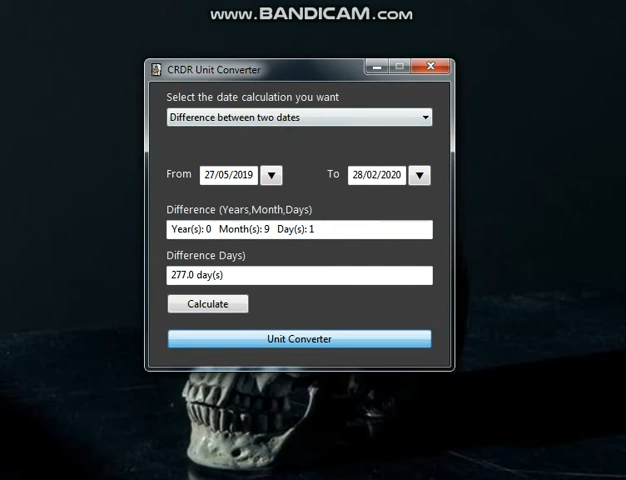 www.BANDICAM.com
CRDR Unit Converter
Select the date calculation you want
Difference between two dates
From 27/05/2019 To 28/02/2020
Difference (Years,Month,Days)
Year(s): 0 Month(s): 9 Day(s): 1
Difference Days)
277.0 day(s)
Calculate
Unit Converter